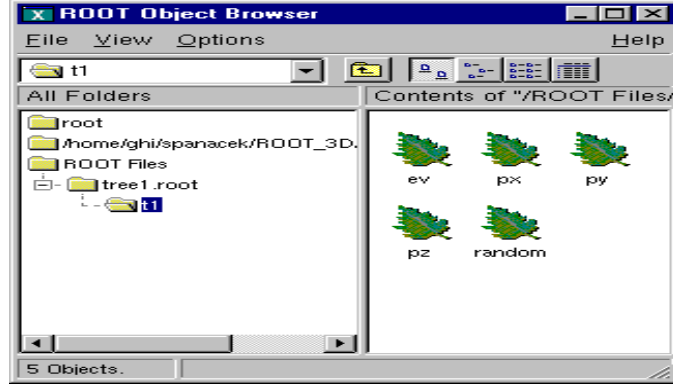 ROOT Object Browser
File View Options Help
t1
All Folders
Contents of "/ROOT Files/
root
/home/ghi/spanacek/ROOT_3D.
ROOT Files
tree1.root
t1
ev px py
pz random
5 Objects.